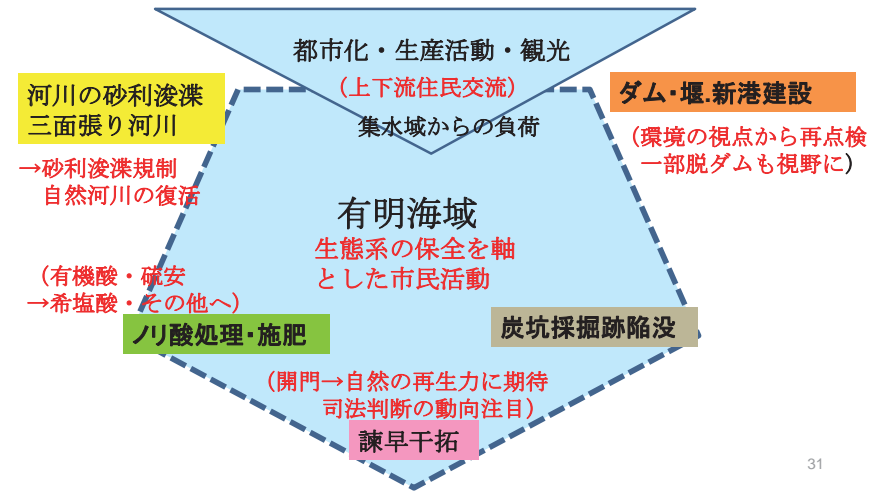 都市化・生産活動・観光
（上下流住民交流）
集水域からの負荷
河川の砂利浚渫
三面張り河川
→砂利浚渫規制
自然河川の復活
ダム・堰.新港建設
（環境の視点から再点検
一部脱ダムも視野に）
有明海域
生態系の保全を軸
とした市民活動
（有機酸・硫安
→希塩酸・その他へ）
ノリ酸処理・施肥
炭坑採掘跡陥没
（開門→自然の再生力に期待
司法判断の動向注目）
諫早干拓
31